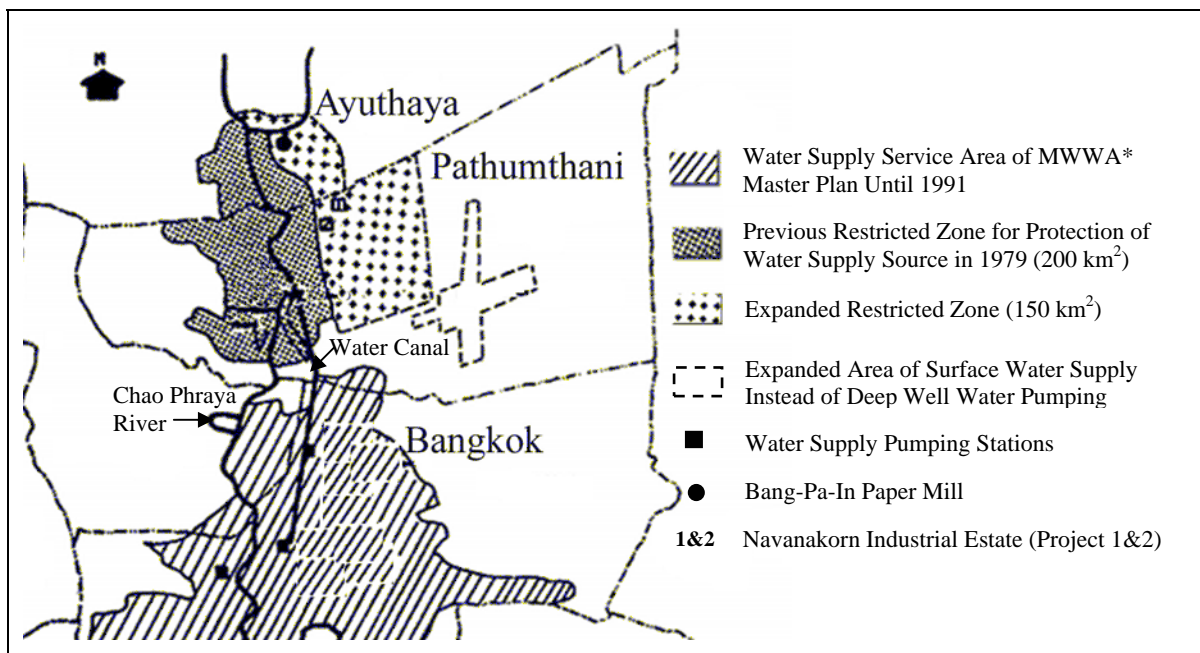 N
Ayuthaya
Pathumthani
2
Water Canal
Chao Phraya
River
Bangkok
Water Supply Service Area of MWWA*
Master Plan Until 1991
Previous Restricted Zone for Protection of
Water Supply Source in 1979 (200 km²)
Expanded Restricted Zone (150 km²)
Expanded Area of Surface Water Supply
Instead of Deep Well Water Pumping
Water Supply Pumping Stations
Bang-Pa-In Paper Mill
1&2 Navanakorn Industrial Estate (Project 1&2)